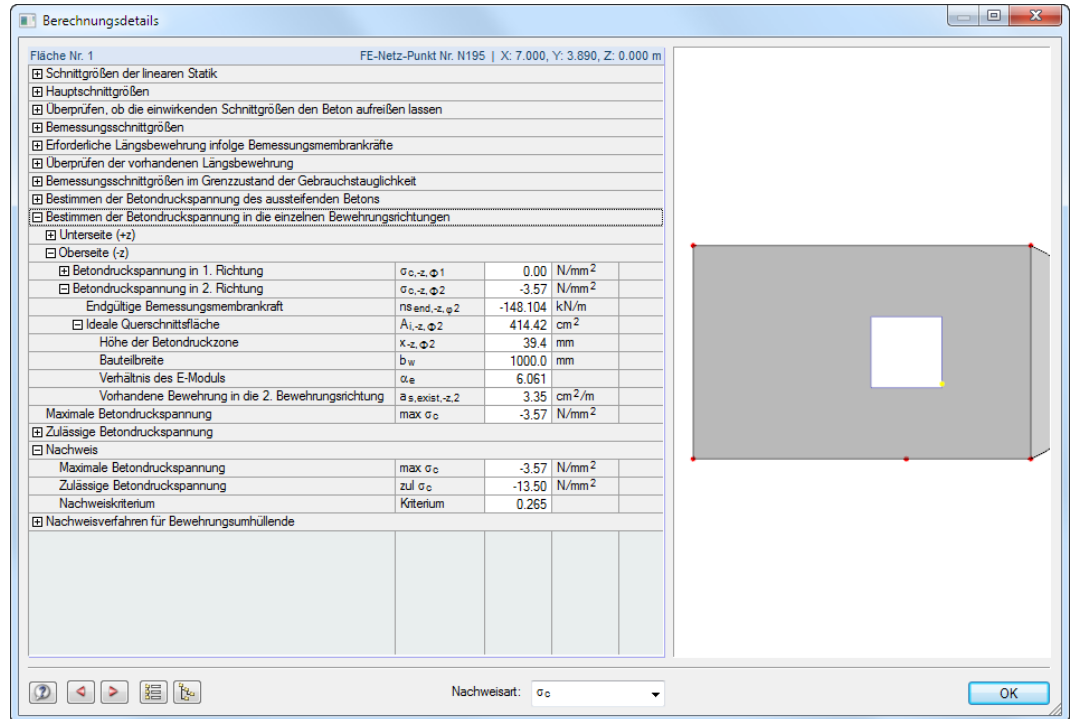 Berechnungsdetails
Fläche Nr. 1 FE-Netz-Punkt Nr. N195 | X: 7.000, Y: 3.890, Z: 0.000 m
Schnittgrößen der linearen Statik
Hauptschnittgrößen
Überprüfen, ob die einwirkenden Schnittgrößen den Beton aufreißen lassen
Bemessungsschnittgrößen
Erforderliche Längsbewehrung infolge Bemessungsmembrankräfte
Überprüfen der vorhandenen Längsbewehrung
Bemessungsschnittgrößen im Grenzzustand der Gebrauchstauglichkeit
Bestimmen der Betondruckspannung des aussteifenden Betons
Bestimmen der Betondruckspannung in die einzelnen Bewehrungsrichtungen
Unterseite (+z)
Oberseite (-z)
Betondruckspannung in 1. Richtung σc,-z,Φ1 0.00 N/mm2
Betondruckspannung in 2. Richtung σc,-z,Φ2 -3.57 N/mm2
Endgültige Bemessungsmembrankraft nsend,-z,φ2 -148.104 kN/m
Ideale Querschnittsfläche Ai,-z,Φ2 414.42 cm2
Höhe der Betondruckzone x-z,Φ2 39.4 mm
Bauteilbreite bw 1000.0 mm
Verhältnis des E-Moduls αe 6.061
Vorhandene Bewehrung in die 2. Bewehrungsrichtung as,exist,-z,2 3.35 cm2/m
Maximale Betondruckspannung max σc -3.57 N/mm2
Zulässige Betondruckspannung
Nachweis
Maximale Betondruckspannung max σc -3.57 N/mm2
Zulässige Betondruckspannung zul σc -13.50 N/mm2
Nachweiskriterium Kriterium 0.265
Nachweisverfahren für Bewehrungsumhüllende
Nachweisart: σc
OK